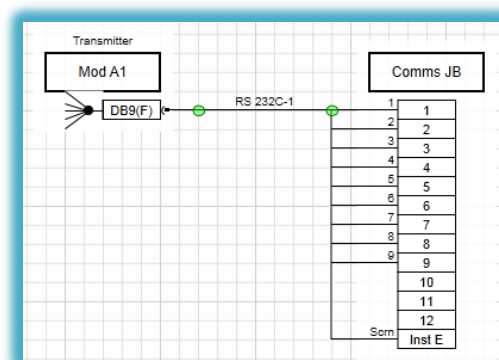 Transmitter
Mod A1
Comms JB
DB9(F)
RS 232C-1
1 1
2 2
3 3
4 4
5 5
6 6
7 7
8 8
9 9
10
11
12
Scrn Inst E